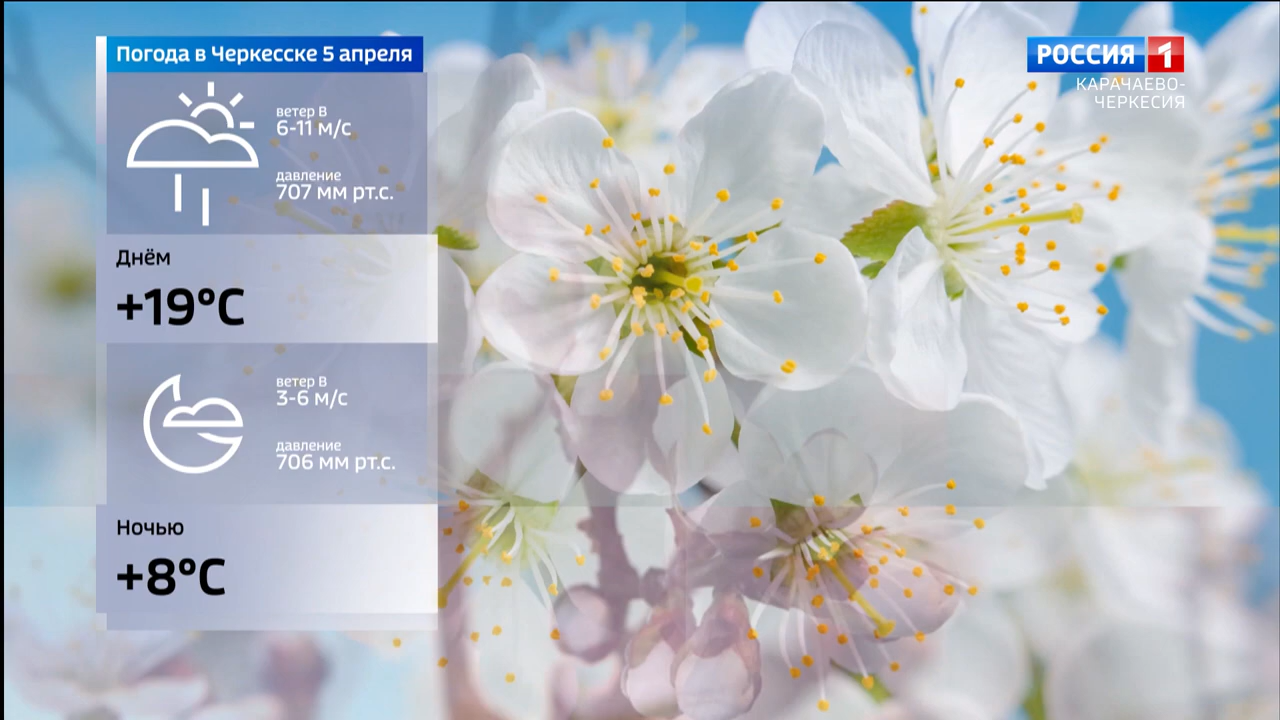 Погода в Черкесске 5 апреля
РОССИЯ 1
КАРАЧАЕВО-
ЧЕРКЕСИЯ
ветер В
6-11 м/с
давление
707 мм рт.с.
Днём
+19°C
ветер В
3-6 м/с
давление
706 мм рт.с.
Ночью
+8°C